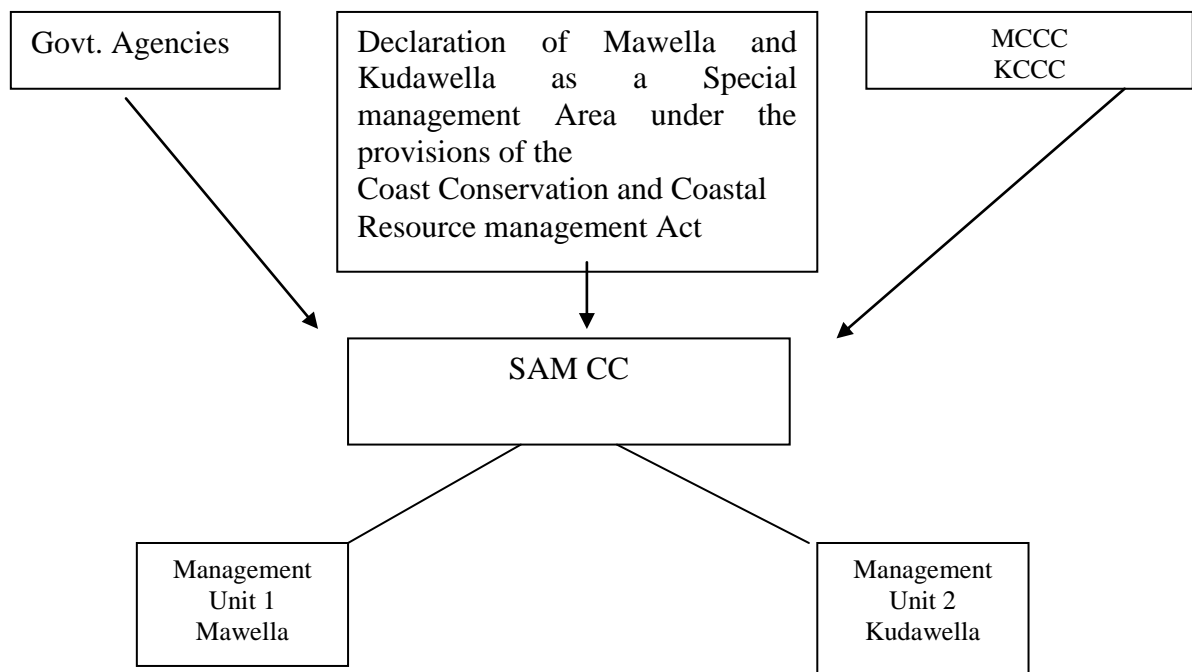 Govt. Agencies
Declaration of Mawella and
Kudawella as a Special
management Area under the
provisions of the
Coast Conservation and Coastal
Resource management Act
MCCC
KCCC
SAM CC
Management
Unit 1
Mawella
Management
Unit 2
Kudawella